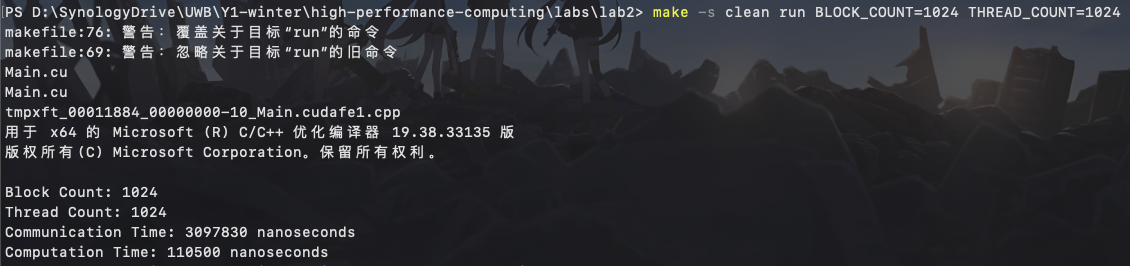 PS D:\SynologyDrive\UWB\Y1-winter\high-performance-computing\labs\lab2> make -s clean run BLOCK_COUNT=1024 THREAD_COUNT=1024
makefile:76: 警告：覆盖关于目标“run”的命令
makefile:69: 警告：忽略关于目标“run”的旧命令
Main.cu
Main.cu
tmpxft_00011884_00000000-10_Main.cudafe1.cpp
用于 x64 的 Microsoft (R) C/C++ 优化编译器 19.38.33135 版
版权所有(C) Microsoft Corporation。保留所有权利。
Block Count: 1024
Thread Count: 1024
Communication Time: 3097830 nanoseconds
Computation Time: 110500 nanoseconds